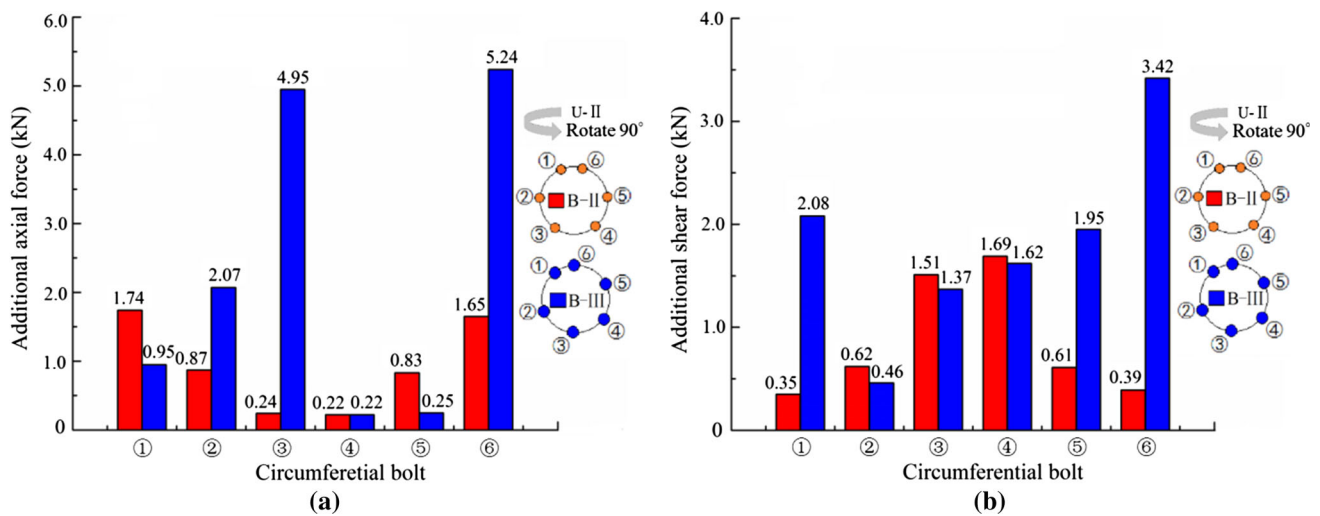 6.0
5.0
4.0
3.0
2.0
1.0
0
Additional axial force (kN)
1.74
0.95
0.87
2.07
0.24
4.95
0.22
0.22
0.83
0.25
1.65
5.24
① ② ③ ④ ⑤ ⑥
Circumferetial bolt
(a)
U-II
Rotate 90°
① ⑥
② B-II ⑤
③ ④
① ⑥
⑤
② B-III
③ ④
4.0
3.0
2.0
1.0
0
Additional shear force (kN)
0.35
2.08
0.62
0.46
1.51
1.37
1.69
1.62
0.61
1.95
0.39
3.42
① ② ③ ④ ⑤ ⑥
Circumferential bolt
(b)
U-II
Rotate 90°
① ⑥
② B-II ⑤
③ ④
① ⑥
⑤
② B-III
③ ④